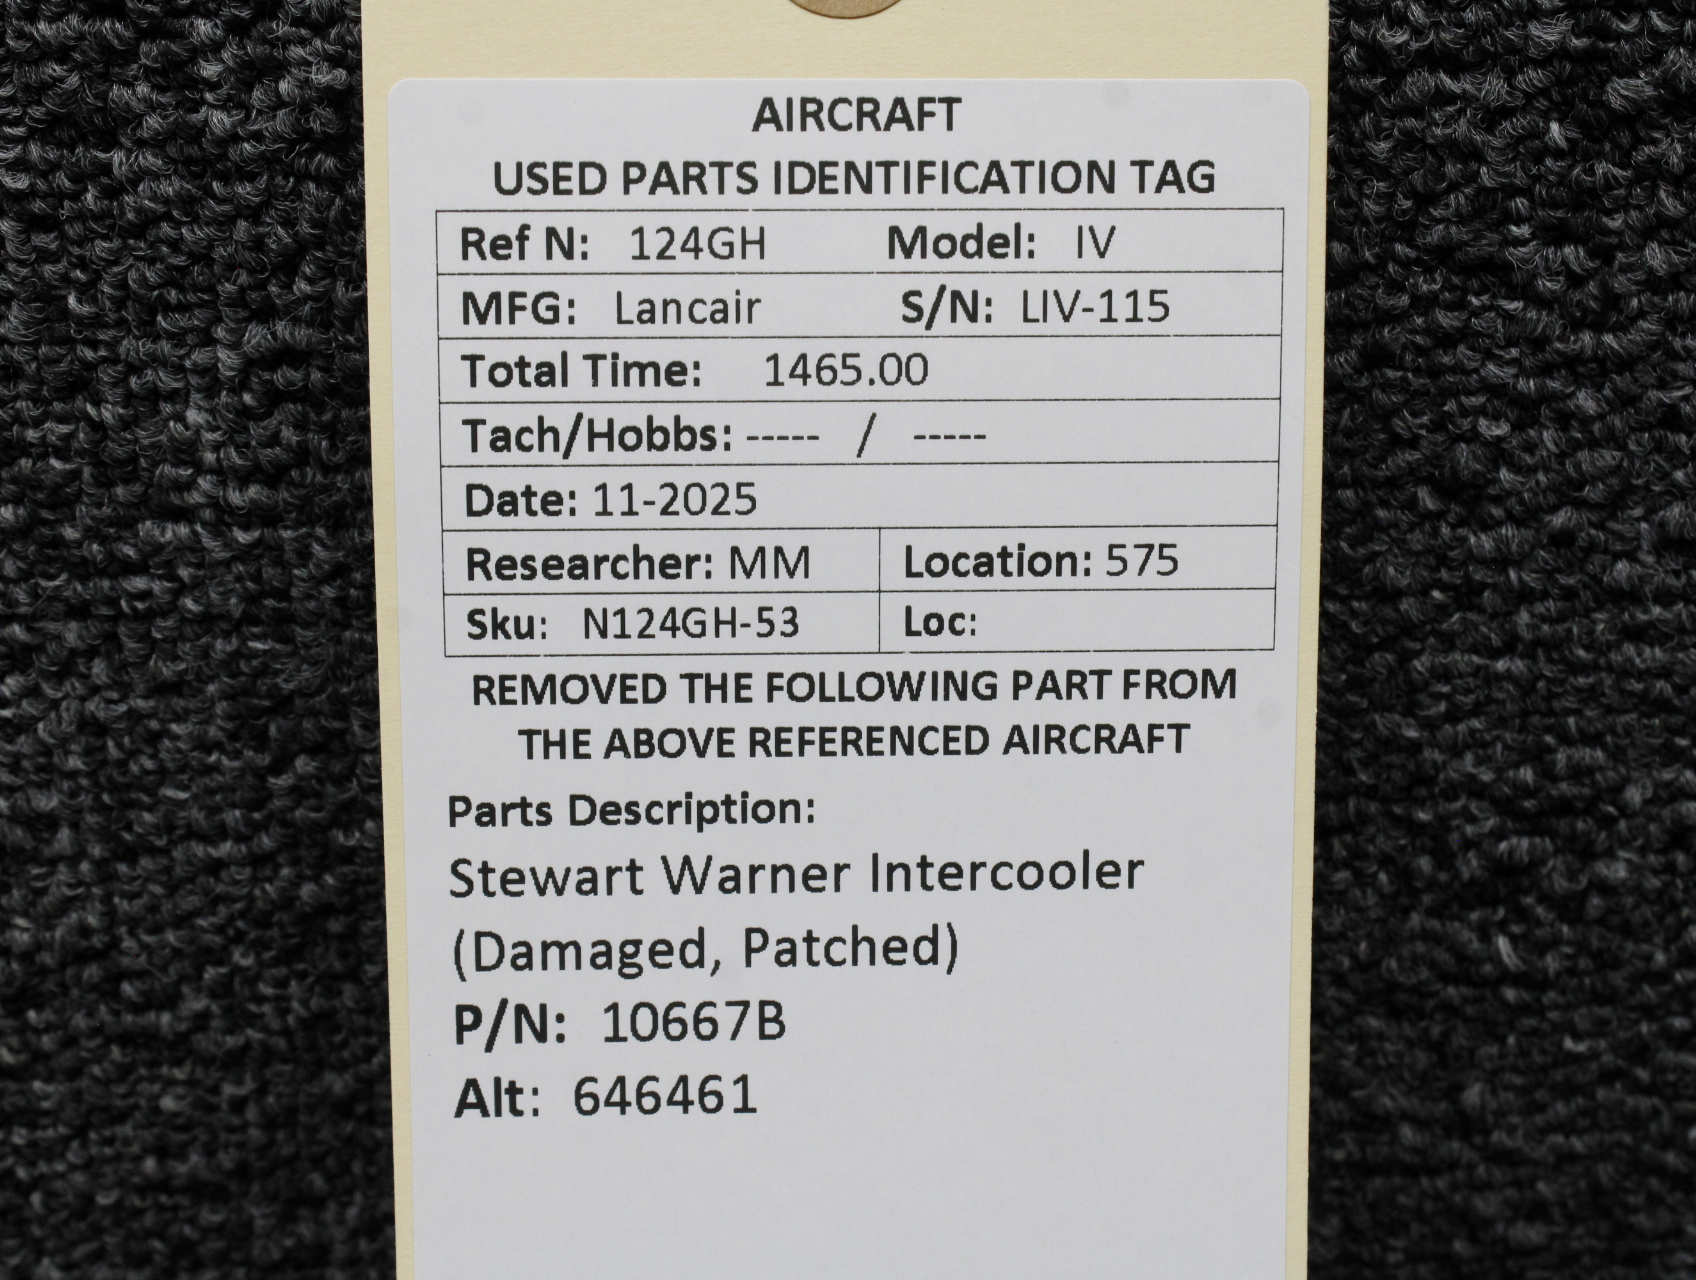 AIRCRAFT
USED PARTS IDENTIFICATION TAG
Ref N: 124GH Model: IV
MFG: Lancair S/N: LIV-115
Total Time: 1465.00
Tach/Hobbs: ----- / -----
Date: 11-2025
Researcher: MM Location: 575
Sku: N124GH-53 Loc:
REMOVED THE FOLLOWING PART FROM
THE ABOVE REFERENCED AIRCRAFT
Parts Description:
Stewart Warner Intercooler
(Damaged, Patched)
P/N: 10667B
Alt: 646461